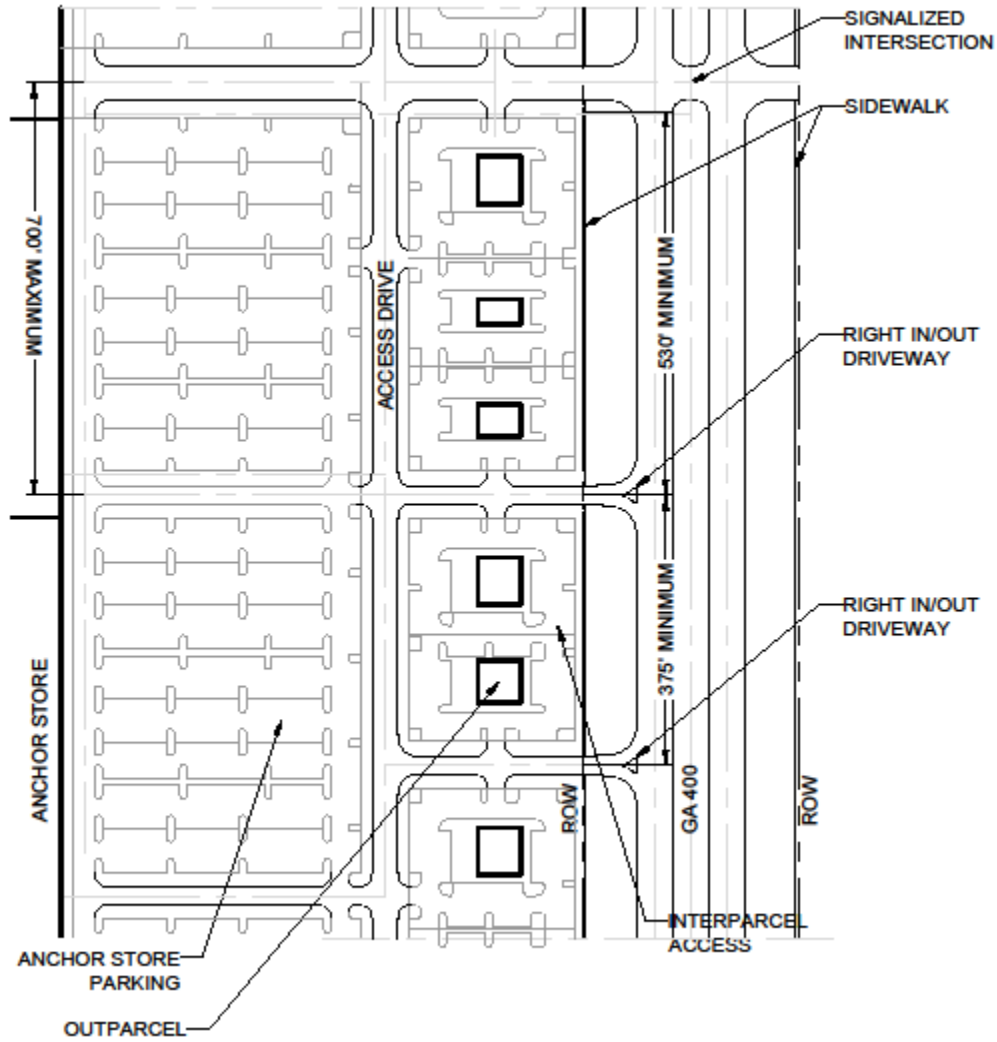 SIGNALIZED
INTERSECTION
SIDEWALK
700' MAXIMUM
ACCESS DRIVE
530' MINIMUM
RIGHT IN/OUT
DRIVEWAY
375' MINIMUM
RIGHT IN/OUT
DRIVEWAY
ANCHOR STORE
ROW
GA 400
ROW
INTERPARCEL
ACCESS
ANCHOR STORE
PARKING
OUTPARCEL